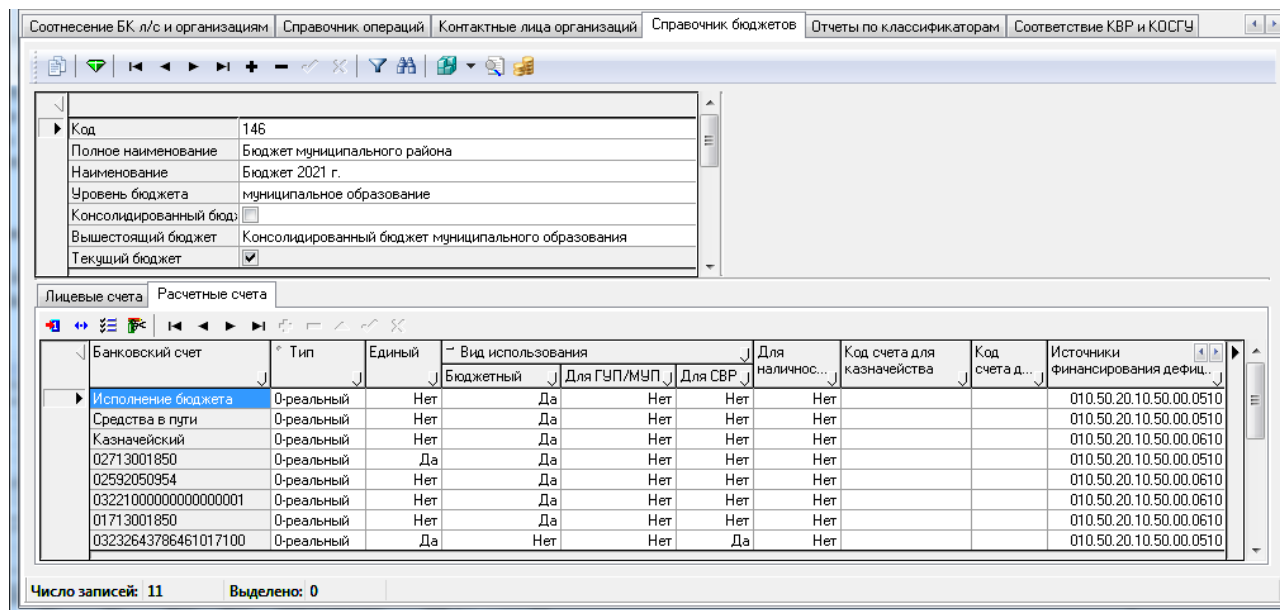 Соотнесение БК л/с и организациям Справочник операций Контактные лица организаций Справочник бюджетов Отчеты по классификаторам Соответствие КВР и КОСГУ
Код 146
Полное наименование Бюджет муниципального района
Наименование Бюджет 2021 г.
Уровень бюджета муниципальное образование
Консолидированный бюд
Вышестоящий бюджет Консолидированный бюджет муниципального образования
Текущий бюджет
Лицевые счета Расчетные счета
Банковский счет Тип Единый Вид использования Для наличнос... Код счета для казначейства Код счета д... Источники финансирования дефиц..
Бюджетный Для ГУП/МУП Для СВР
Исполнение бюджета 0-реальный Нет Да Нет Нет Нет 010.50.20.10.50.00.0510
Средства в пути 0-реальный Нет Да Нет Нет Нет 010.50.20.10.50.00.0510
Казначейский 0-реальный Нет Да Нет Нет Нет 010.50.20.10.50.00.0610
02713001850 0-реальный Да Да Нет Нет Нет 010.50.20.10.50.00.0510
02592050954 0-реальный Нет Да Нет Нет Нет 010.50.20.10.50.00.0610
03221000000000000001 0-реальный Нет Да Нет Нет Нет 010.50.20.10.50.00.0610
01713001850 0-реальный Нет Да Нет Нет Нет 010.50.20.10.50.00.0610
03232643786461017100 0-реальный Да Нет Нет Да Нет 010.50.20.10.50.00.0510
Число записей: 11 Выделено: 0